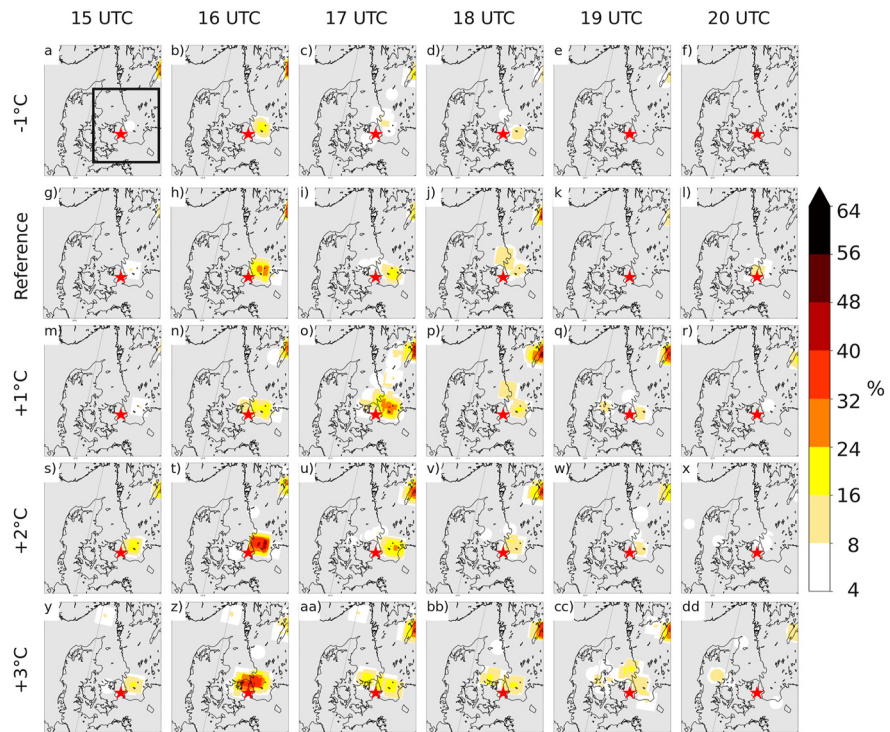 15 UTC 16 UTC 17 UTC 18 UTC 19 UTC 20 UTC
-1°C
a b) c) d) e f)
Reference
g) h) i) j) k l)
+1°C
m) n) o) p) q) r)
+2°C
s) t) u) v) w) x
+3°C
y z) aa) bb) cc) dd
64
56
48
40
32
24
16
8
4
%